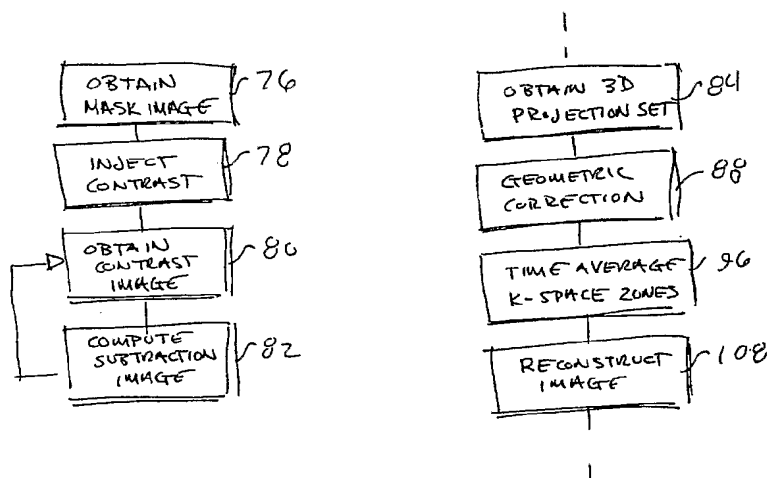 OBTAIN
MASK IMAGE
76
INJECT
CONTRAST
78
OBTAIN
CONTRAST
IMAGE
80
COMPUTE
SUBTRACTION
IMAGE
82
OBTAIN 3D
PROJECTION SET
84
GEOMETRIC
CORRECTION
88
TIME AVERAGE
K-SPACE ZONES
96
RECONSTRUCT
IMAGE
108